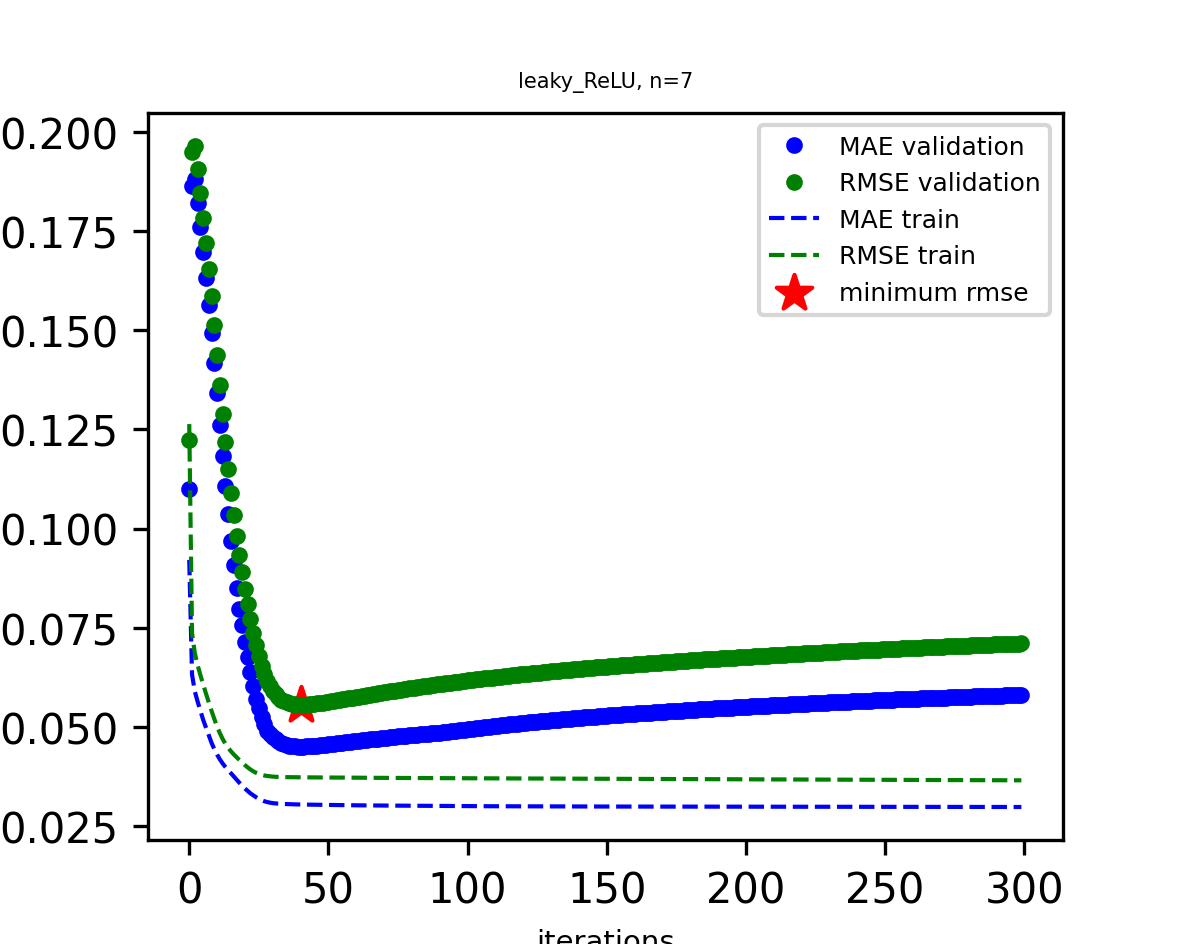 leaky_ReLU, n=7
0.200
0.175
0.150
0.125
0.100
0.075
0.050
0.025
MAE validation
RMSE validation
MAE train
RMSE train
minimum rmse
0 50 100 150 200 250 300
iterations